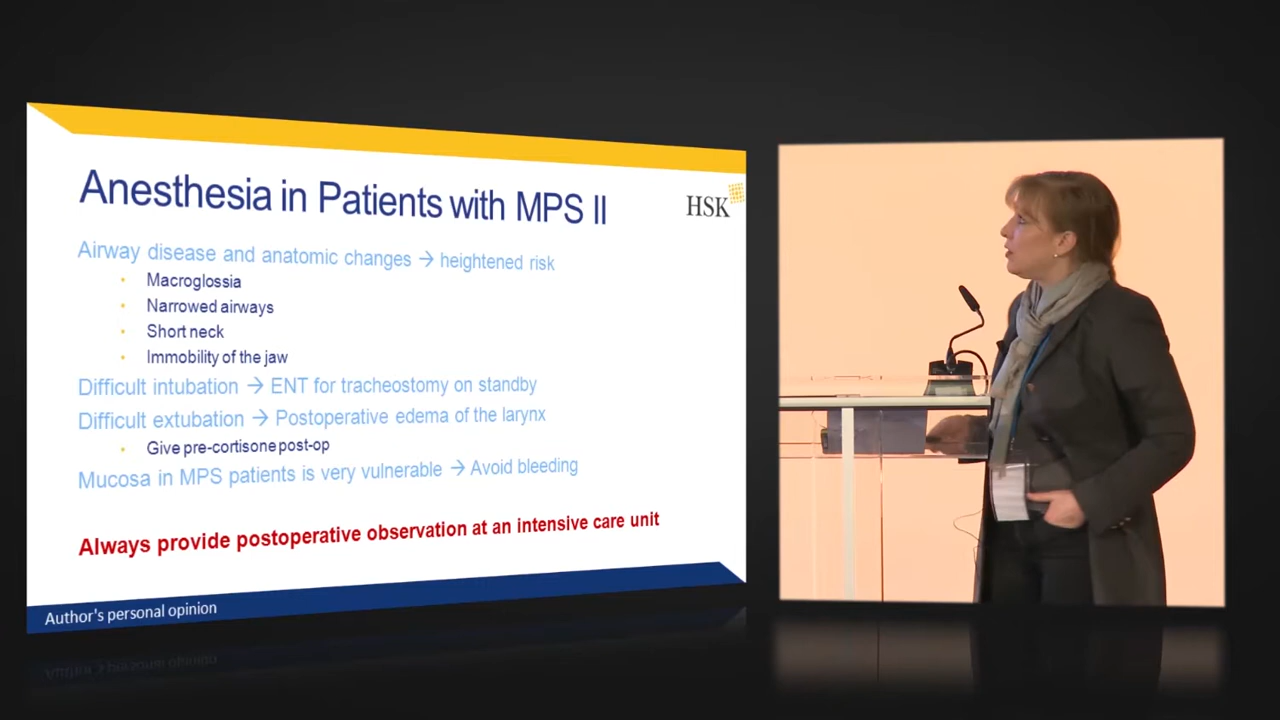 Anesthesia in Patients with MPS II
HSK
Airway disease and anatomic changes → heightened risk
• Macroglossia
• Narrowed airways
• Short neck
• Immobility of the jaw
Difficult intubation → ENT for tracheostomy on standby
Difficult extubation → Postoperative edema of the larynx
• Give pre-cortisone post-op
Mucosa in MPS patients is very vulnerable → Avoid bleeding
Always provide postoperative observation at an intensive care unit
Author's personal opinion